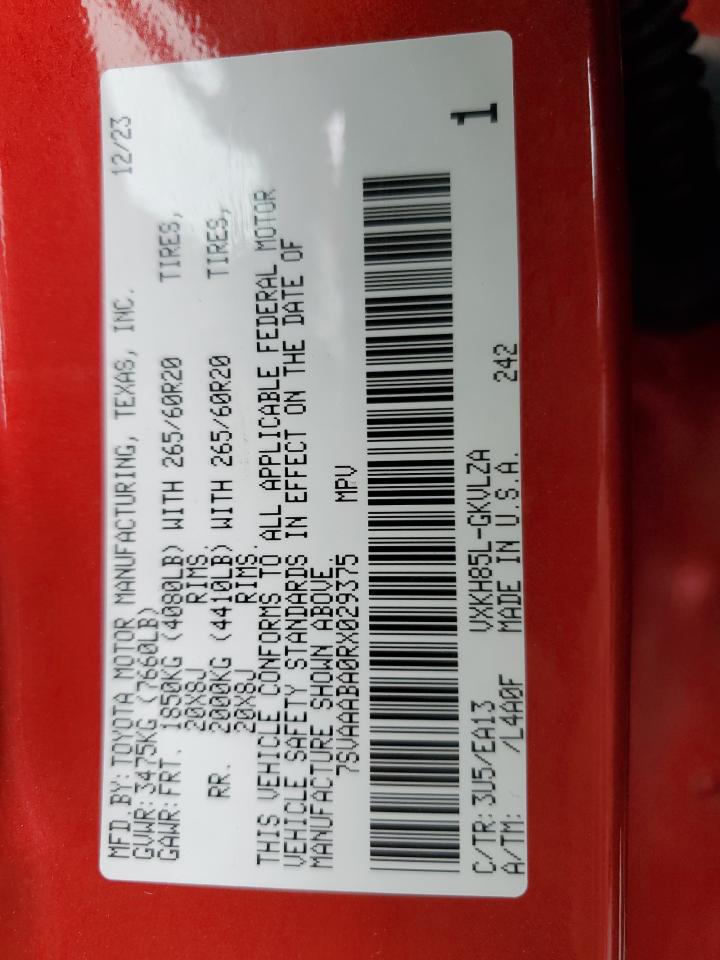 MFD.BY:TOYOTA MOTOR MANUFACTURING, TEXAS, INC. 12/23
GVWR:3475KG (7660LB)
GAWR:FRT. 1850KG (4080LB) WITH 265/60R20 TIRES,
20X8J RIMS.
RR. 2000KG (4410LB) WITH 265/60R20 TIRES,
20X8J RIMS.
THIS VEHICLE CONFORMS TO ALL APPLICABLE FEDERAL MOTOR
VEHICLE SAFETY STANDARDS IN EFFECT ON THE DATE OF
MANUFACTURE SHOWN ABOVE.
7SVAAABA0RX029375 MPV
C/TR:3U5/EA13 VXKH85L-GKVLZA
A/TM: /L4A0F MADE IN U.S.A. 242
1